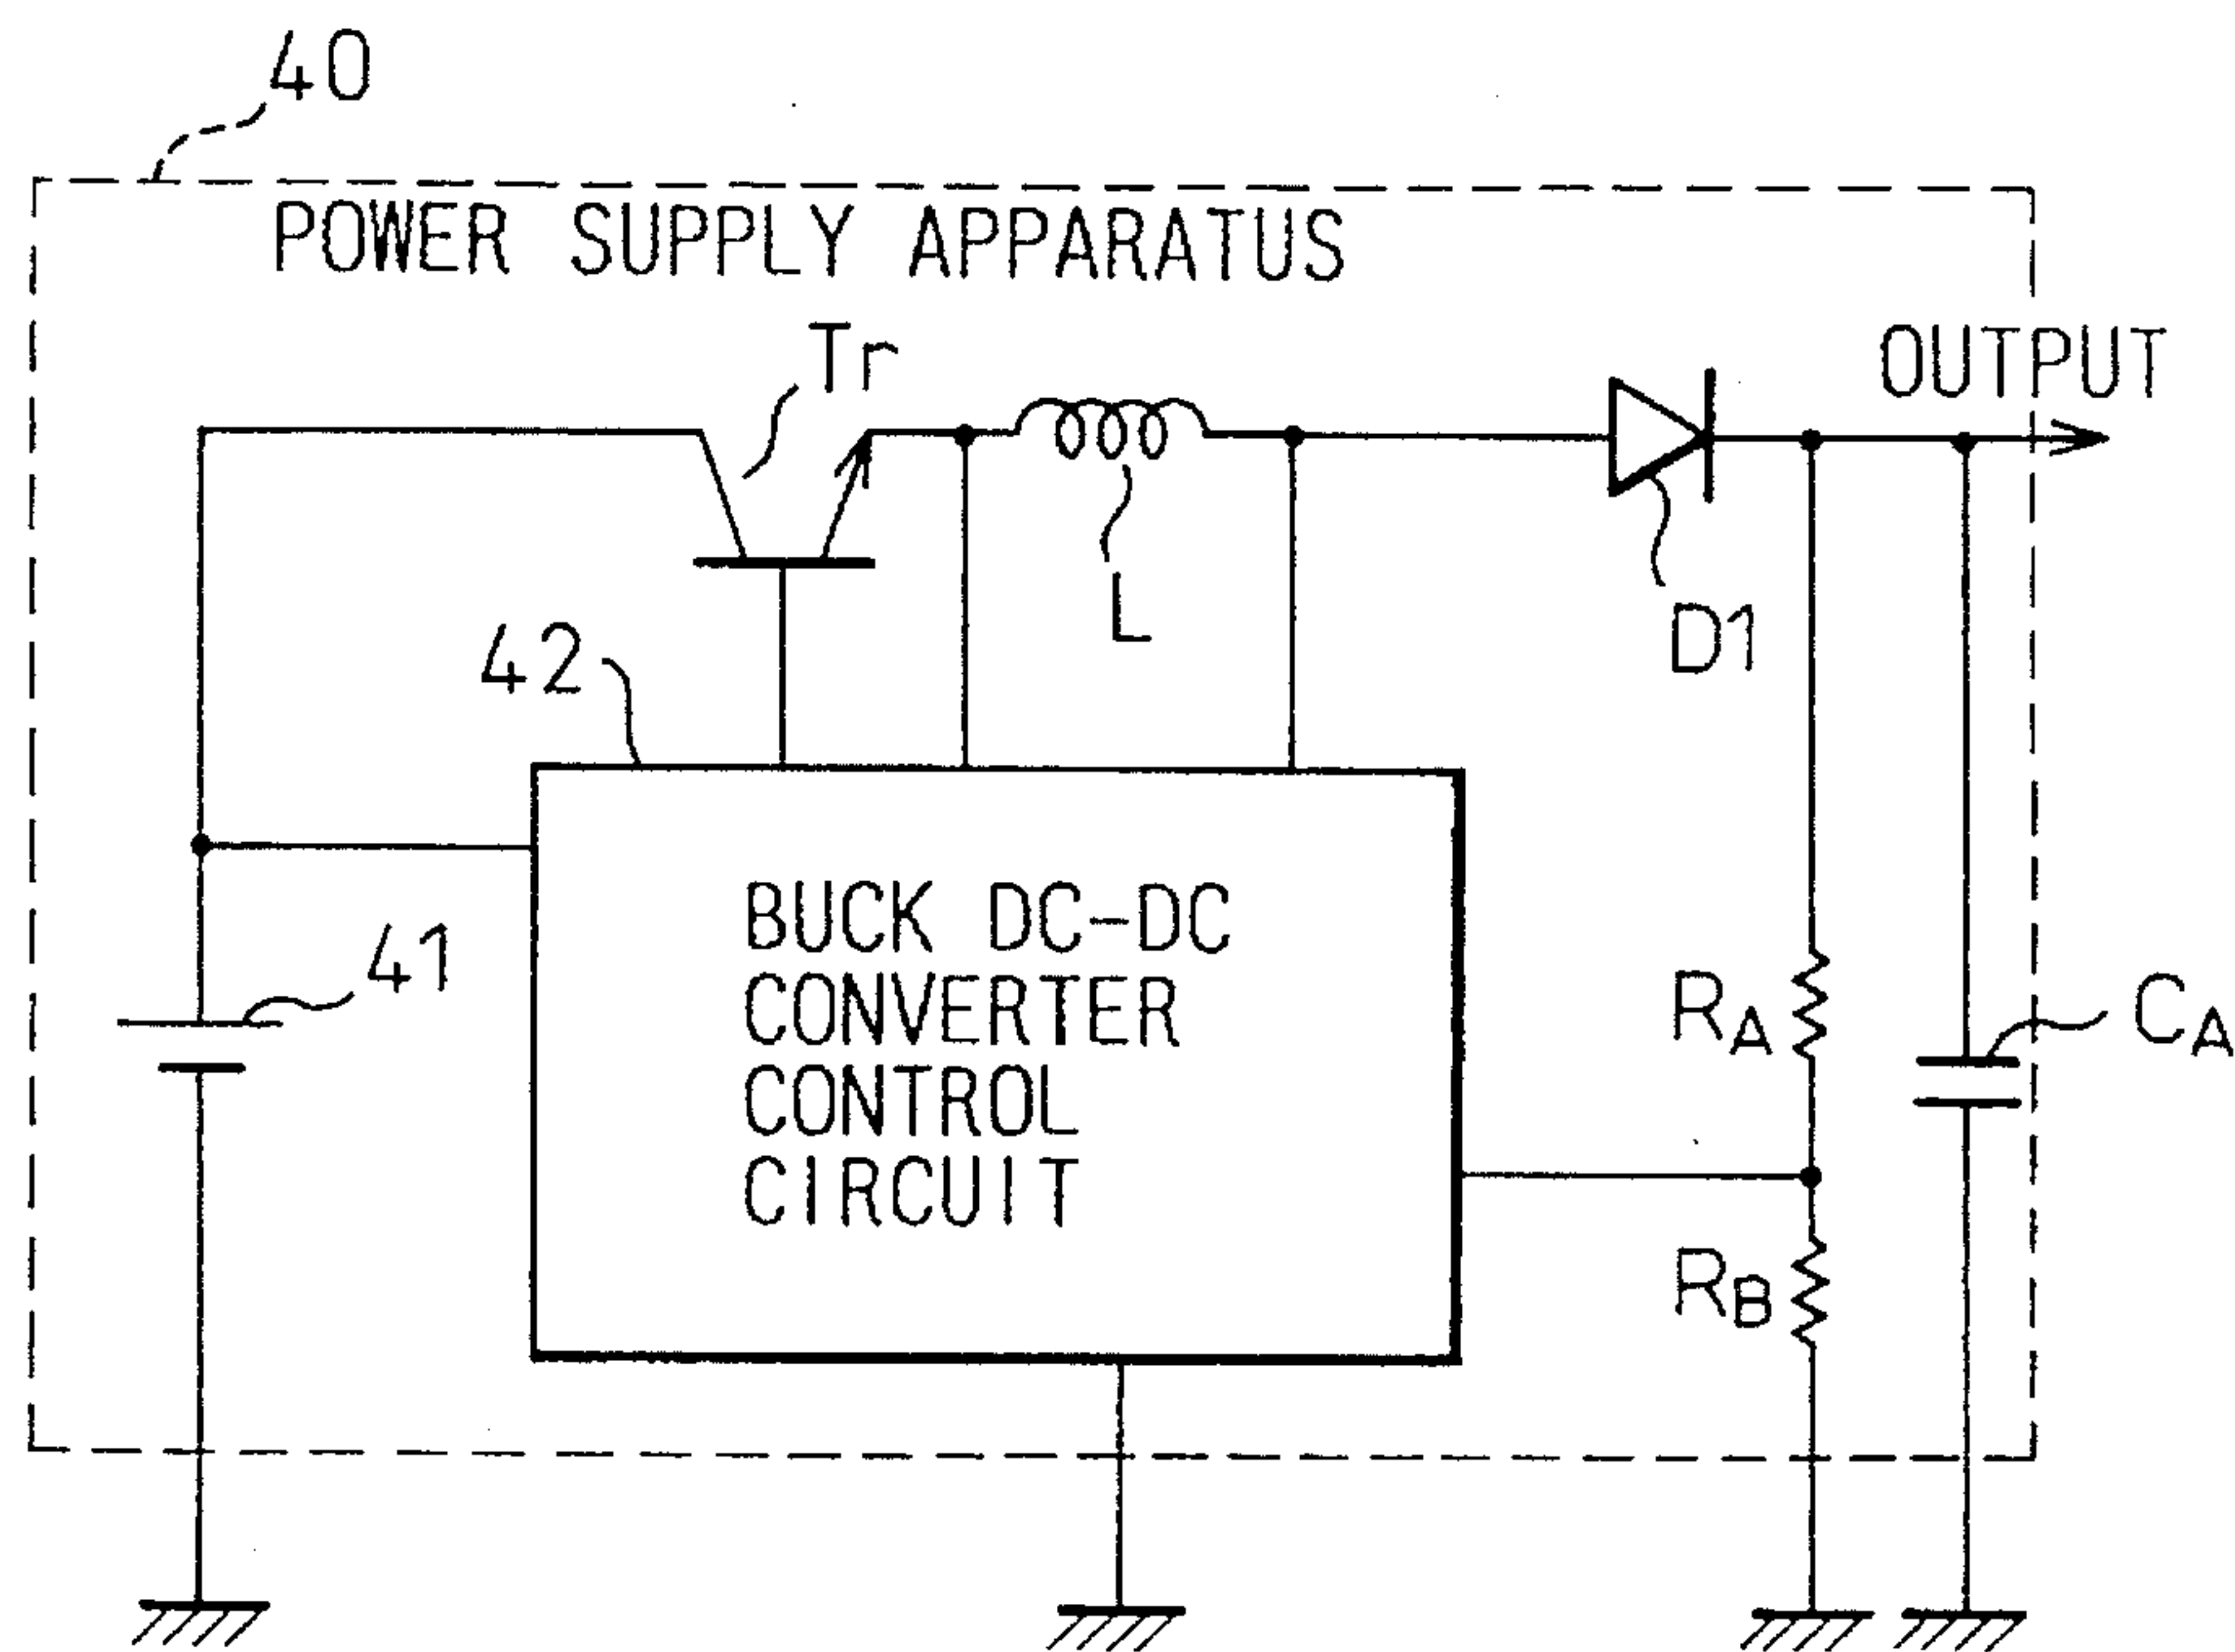 40
POWER SUPPLY APPARATUS
Tr
OUTPUT
L
D1
42
41
BUCK DC-DC
CONVERTER
CONTROL
CIRCUIT
RA
CA
RB